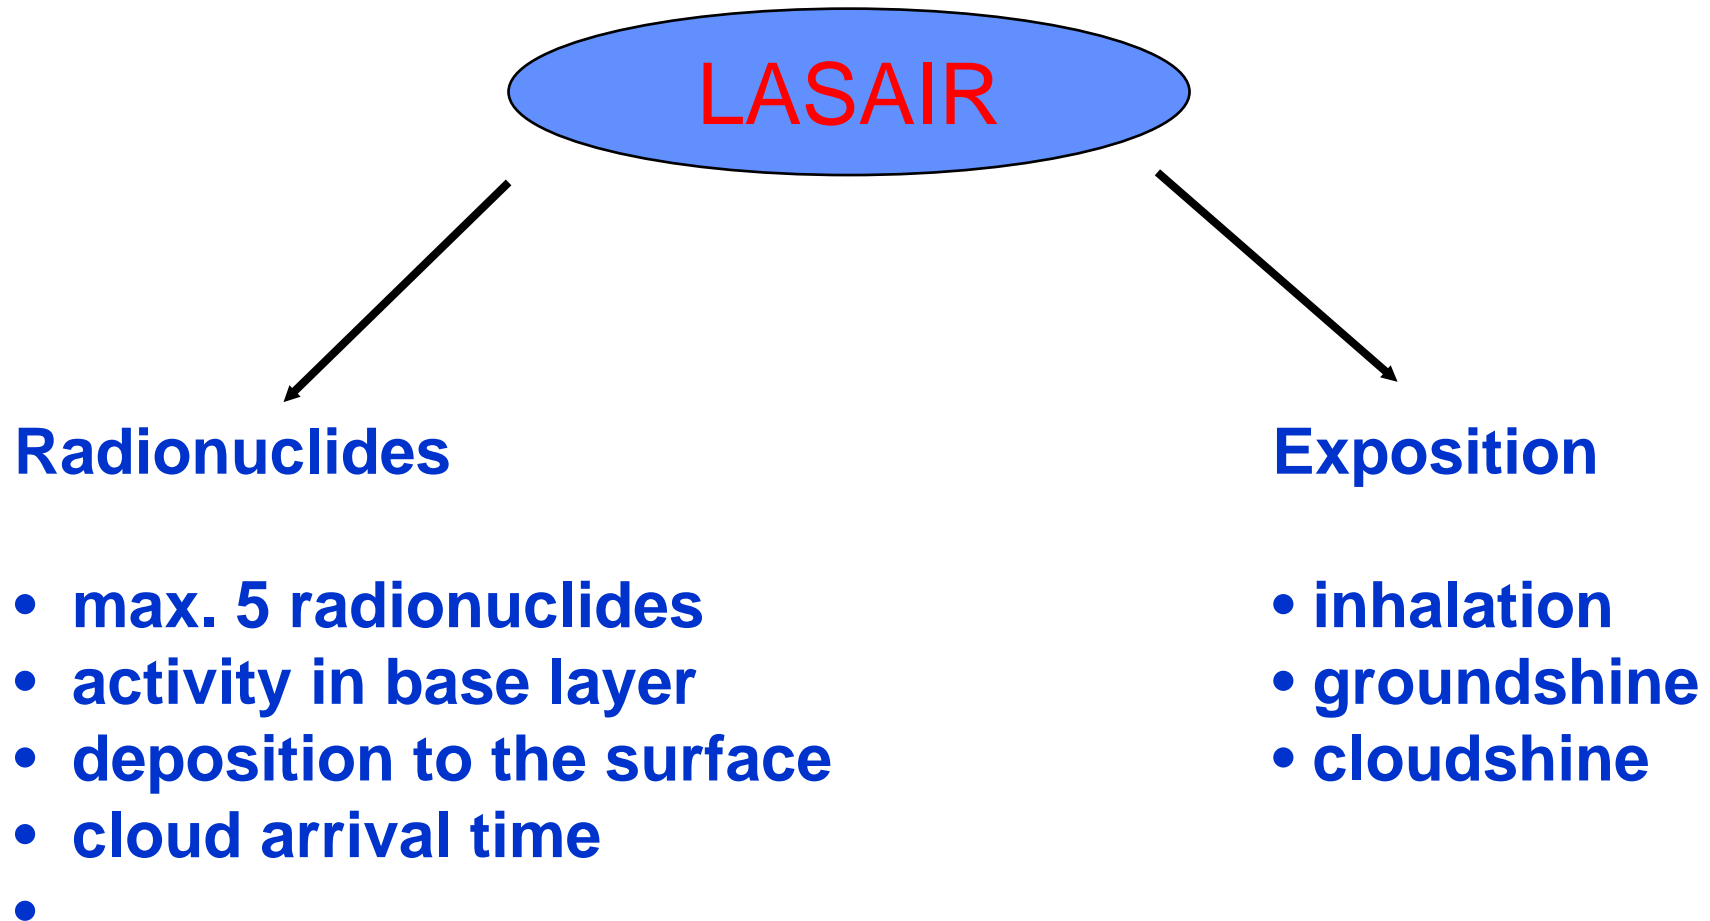 LASAIR
Radionuclides
• max. 5 radionuclides
• activity in base layer
• deposition to the surface
• cloud arrival time
•
Exposition
• inhalation
• groundshine
• cloudshine